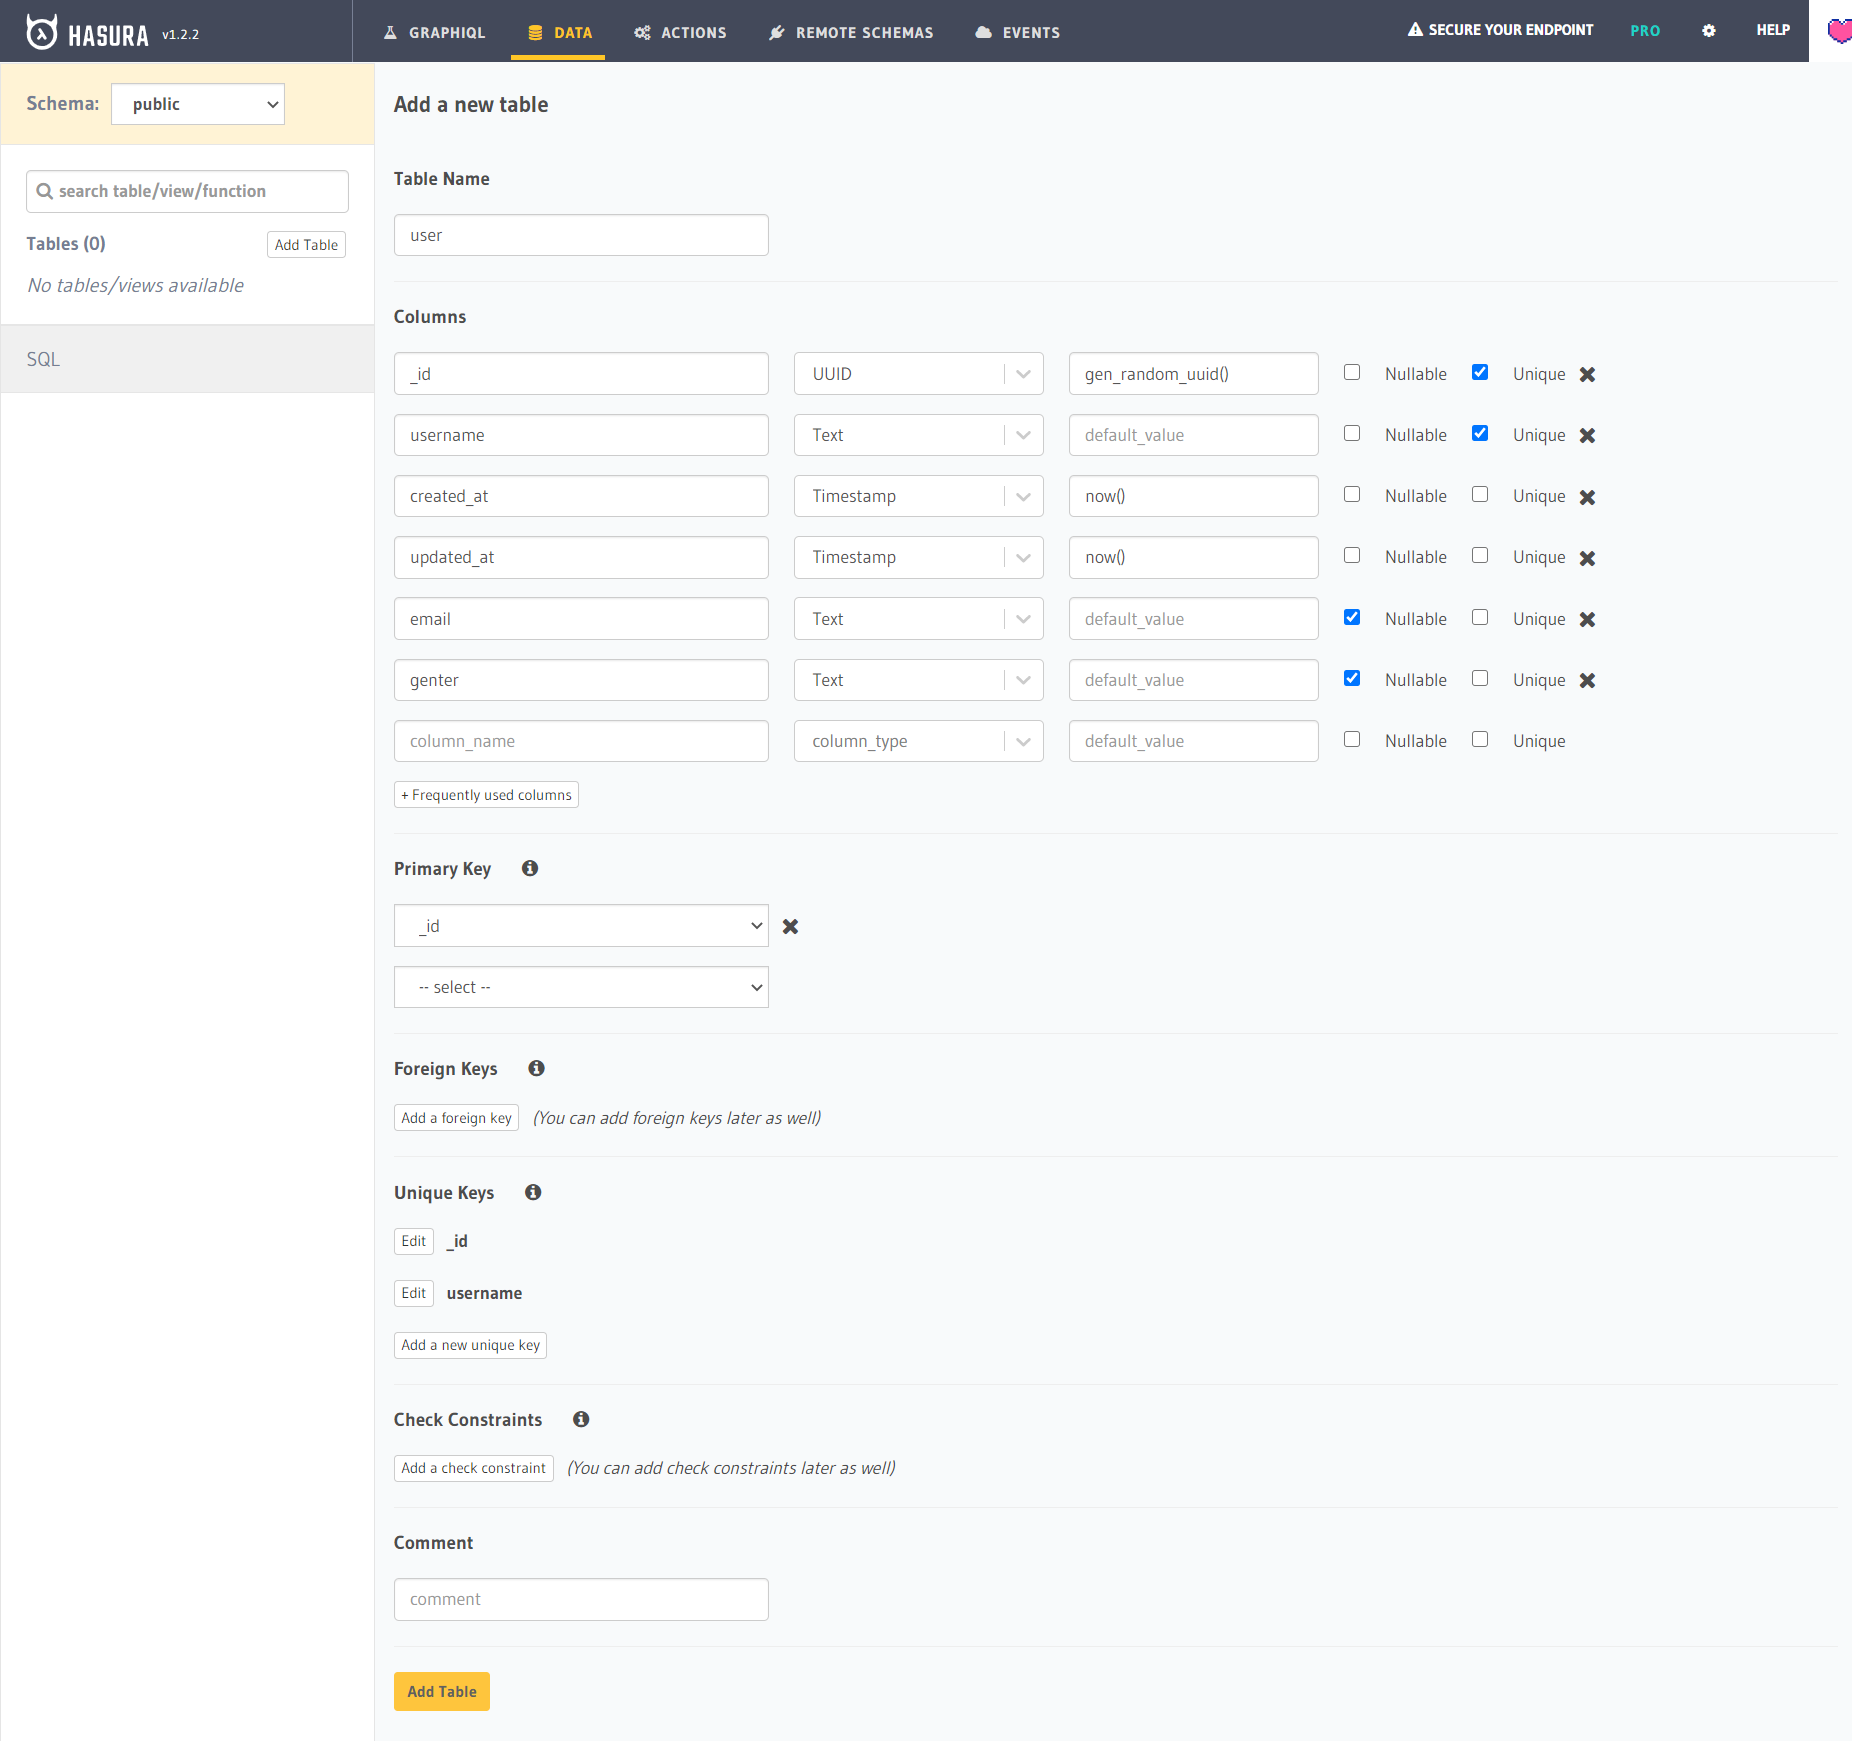 HASURA v1.2.2
GRAPHIQL DATA ACTIONS REMOTE SCHEMAS EVENTS
SECURE YOUR ENDPOINT PRO HELP
Schema: public
search table/view/function
Tables (0) Add Table
No tables/views available
SQL
Add a new table
Table Name
user
Columns
_id UUID gen_random_uuid() Nullable Unique
username Text default_value Nullable Unique
created_at Timestamp now() Nullable Unique
updated_at Timestamp now() Nullable Unique
email Text default_value Nullable Unique
genter Text default_value Nullable Unique
column_name column_type default_value Nullable Unique
+ Frequently used columns
Primary Key
_id
-- select --
Foreign Keys
Add a foreign key (You can add foreign keys later as well)
Unique Keys
Edit _id
Edit username
Add a new unique key
Check Constraints
Add a check constraint (You can add check constraints later as well)
Comment
comment
Add Table